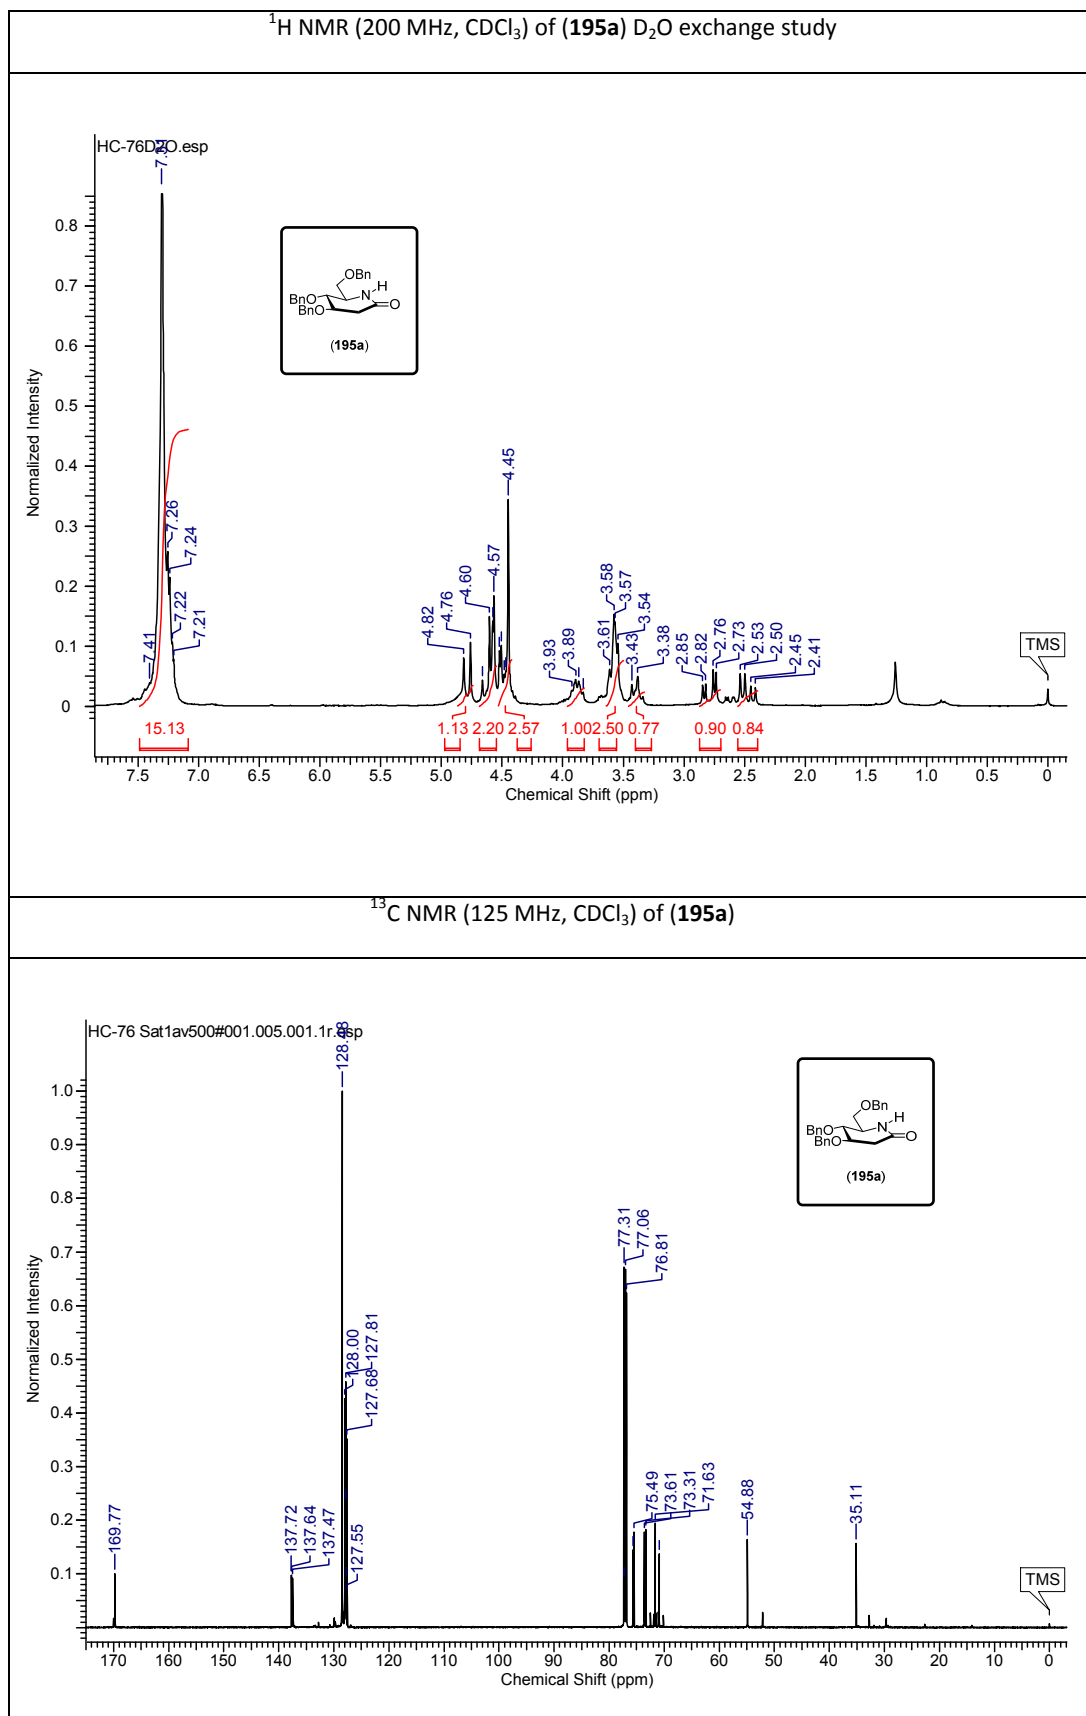 ¹H NMR (200 MHz, CDCl₃) of (195a) D₂O exchange study
HC-76D2O.esp
7.31
OBn
N
H
BnO
BnO
O
(195a)
7.41
7.26
7.24
7.22
7.21
4.82
4.76
4.60
4.57
4.45
3.93
3.89
3.61
3.58
3.57
3.54
3.43
3.38
2.85
2.82
2.76
2.73
2.53
2.50
2.45
2.41
TMS
Normalized Intensity
0.8
0.7
0.6
0.5
0.4
0.3
0.2
0.1
0
15.13 1.13 2.20 2.57 1.00 2.50 0.77 0.90 0.84
7.5 7.0 6.5 6.0 5.5 5.0 4.5 4.0 3.5 3.0 2.5 2.0 1.5 1.0 0.5 0
Chemical Shift (ppm)
¹³C NMR (125 MHz, CDCl₃) of (195a)
HC-76 Sat1av500#001.005.001.1r.esp
128.48
OBn
N
H
BnO
BnO
O
(195a)
169.77
137.72
137.64
137.47
128.00
127.81
127.68
127.55
77.31
77.06
76.81
75.49
73.61
73.31
71.63
54.88
35.11
TMS
Normalized Intensity
1.0
0.9
0.8
0.7
0.6
0.5
0.4
0.3
0.2
0.1
170 160 150 140 130 120 110 100 90 80 70 60 50 40 30 20 10 0
Chemical Shift (ppm)